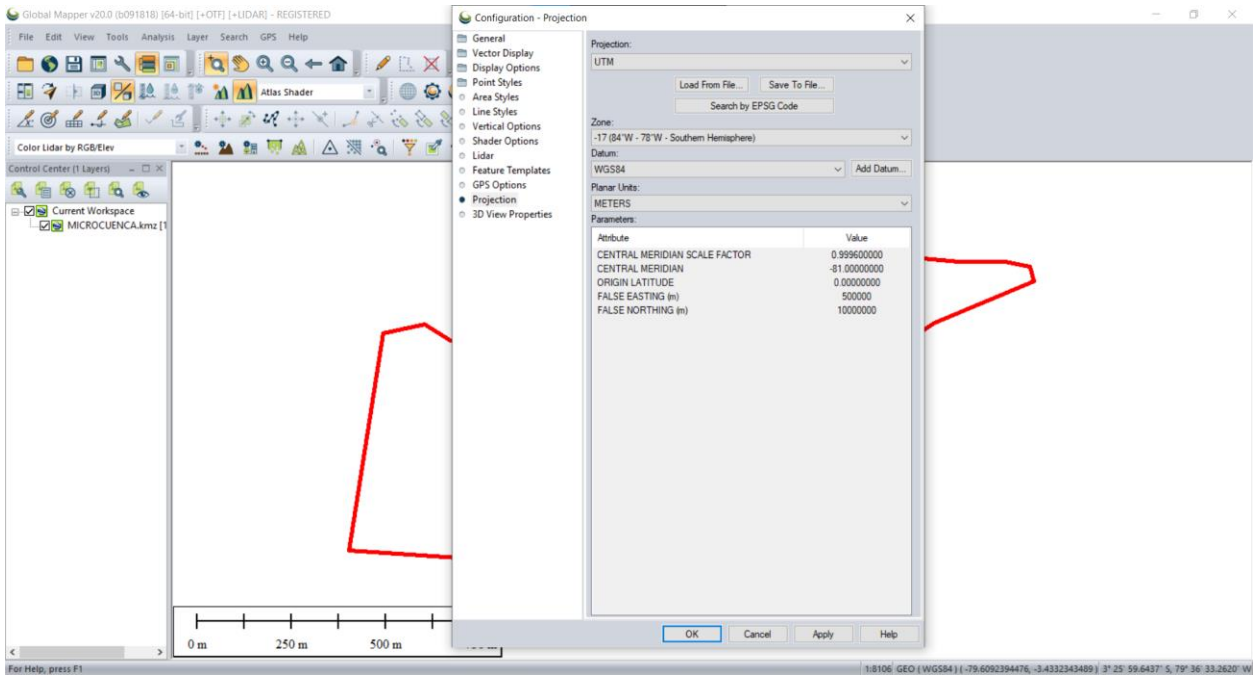 Global Mapper v20.0 (b091818) [64-bit] [+OTF] [+LIDAR] - REGISTERED
File Edit View Tools Analysis Layer Search GPS Help
Atlas Shader
Color Lidar by RGB/Elev
Control Center (1 Layers)
Current Workspace
MICROCUENCA.kmz [1
0 m 250 m 500 m
For Help, press F1
Configuration - Projection
General
Vector Display
Display Options
Point Styles
Area Styles
Line Styles
Vertical Options
Shader Options
Lidar
Feature Templates
GPS Options
Projection
3D View Properties
Projection:
UTM
Load From File... Save To File...
Search by EPSG Code
Zone:
-17 (84°W - 78°W - Southern Hemisphere)
Datum:
WGS84 Add Datum...
Planar Units:
METERS
Parameters:
Attribute Value
CENTRAL MERIDIAN SCALE FACTOR 0.999600000
CENTRAL MERIDIAN -81.00000000
ORIGIN LATITUDE 0.00000000
FALSE EASTING (m) 500000
FALSE NORTHING (m) 10000000
OK Cancel Apply Help
1:8106 GEO ( WGS84 ) ( -79.6092394476, -3.4332343489 ) 3° 25' 59.6437" S, 79° 36' 33.2620" W